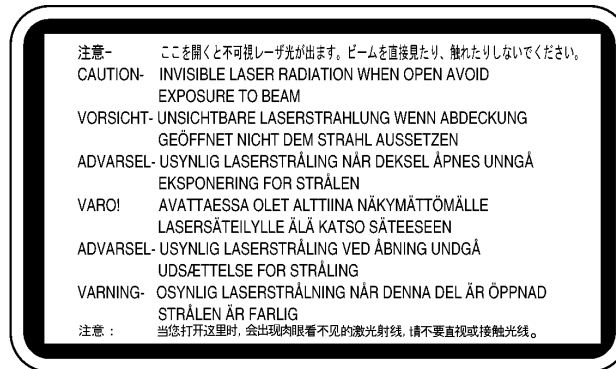 注意- ここを開くと不可視レーザ光が出ます。ビームを直接見たり、触れたりしないでください。
CAUTION- INVISIBLE LASER RADIATION WHEN OPEN AVOID
EXPOSURE TO BEAM
VORSICHT- UNSICHTBARE LASERSTRAHLUNG WENN ABDECKUNG
GEÖFFNET NICHT DEM STRAHL AUSSETZEN
ADVARSEL- USYNLIG LASERSTRÅLING NÅR DEKSEL ÅPNES UNNGÅ
EKSPONERING FOR STRÅLEN
VARO! AVATTAESSA OLET ALTTIINA NÄKYMÄTTÖMÄLLE
LASERSÄTEILYLLE ÄLÄ KATSO SÄTEESEEN
ADVARSEL- USYNLIG LASERSTRÅLING VED ÅBNING UNDGÅ
UDSÆTTELSE FOR STRÅLING
VARNING- OSYNLIG LASERSTRÅLNING NÅR DENNA DEL ÄR ÖPPNAD
STRÅLEN ÄR FARLIG
注意： 当您打开这里时, 会出现肉眼看不见的激光射线, 请不要直视或接触光线。